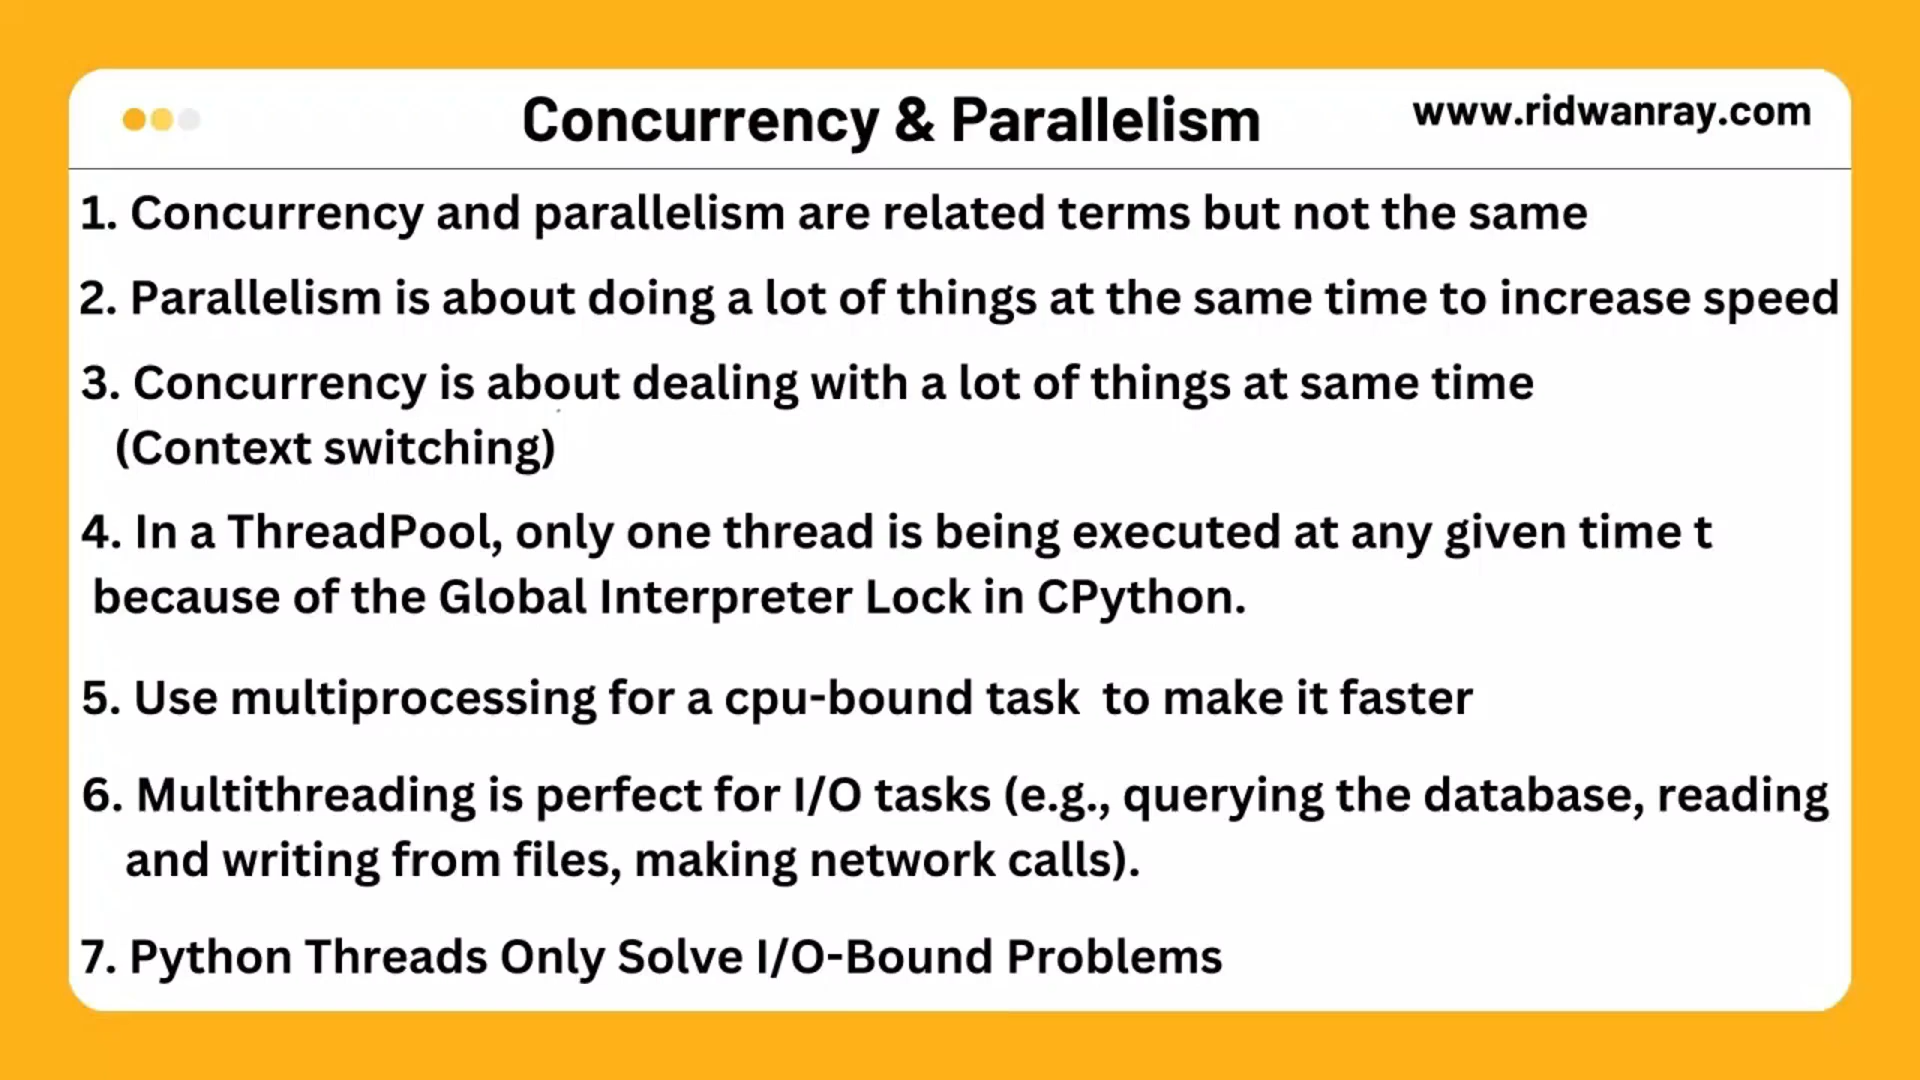 Concurrency & Parallelism
www.ridwanray.com
1. Concurrency and parallelism are related terms but not the same
2. Parallelism is about doing a lot of things at the same time to increase speed
3. Concurrency is about dealing with a lot of things at same time
(Context switching)
4. In a ThreadPool, only one thread is being executed at any given time t
because of the Global Interpreter Lock in CPython.
5. Use multiprocessing for a cpu-bound task to make it faster
6. Multithreading is perfect for I/O tasks (e.g., querying the database, reading
and writing from files, making network calls).
7. Python Threads Only Solve I/O-Bound Problems